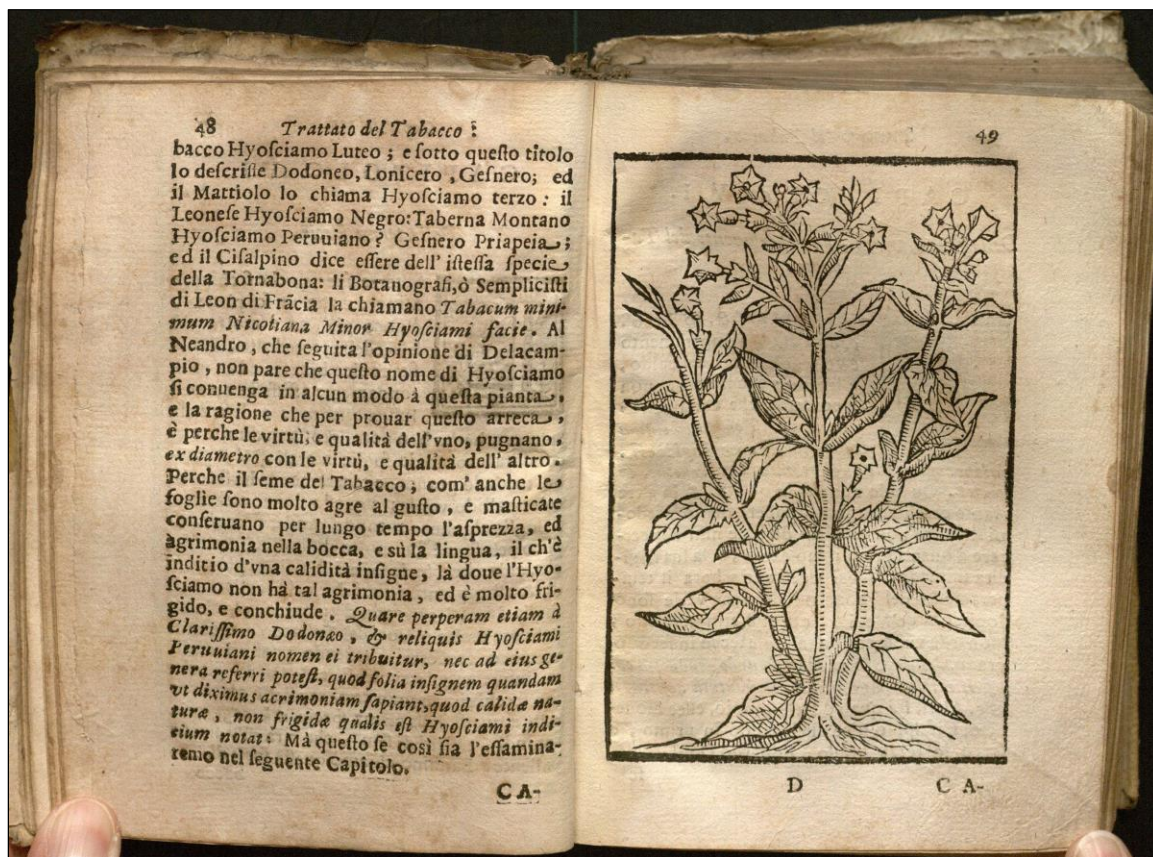 48 Trattato del Tabacco :
bacco Hyoſciamo Luteo ; e ſotto queſto titolo
lo deſcriſſe Dodoneo, Lonicero , Geſnero; ed
il Mattiolo lo chiama Hyoſciamo terzo : il
Leoneſe Hyoſciamo Negro: Taberna Montano
Hyoſciamo Peruuiano ? Geſnero Priapeia ;
ed il Ciſalpino dice eſſere dell' iſteſſa ſpecie
della Tornabona: li Botanografi, ò Sempliciſti
di Leon di Frãcia la chiamano Tabacum mini-
mum Nicotiana Minor Hyoſciami facie. Al
Neandro , che ſeguita l'opinione di Delacam-
pio , non pare che queſto nome di Hyoſciamo
ſi conuenga in alcun modo à queſta pianta ,
e la ragione che per prouar queſto arreca ,
è perche le virtù, e qualità dell'vno, pugnano ,
ex diametro con le virtù, e qualità dell' altro .
Perche il ſeme del Tabacco ; com' anche le
foglie ſono molto agre al guſto , e maſticate
conſeruano per lungo tempo l'aſprezza, ed
àgrimonia nella bocca, e sù la lingua, il ch'è
inditio d'vna calidità inſigne, là doue l'Hyo-
ſciamo non hà tal agrimonia , ed è molto fri-
gido, e conchiude . Quare perperam etiam à
Clariſſimo Dodonæo , & reliquis Hyoſciami
Peruuiani nomen ei tribuitur, nec ad eius ge-
nera referri poteſt, quod folia inſignem quandam
vt diximus acrimoniam ſapiant, quod calidæ na-
turæ , non frigidæ qualis eſt Hyoſciami indi-
cium notat: Mà queſto ſe così ſia l'eſſamina-
remo nel ſeguente Capitolo.
CA-
49
D CA-